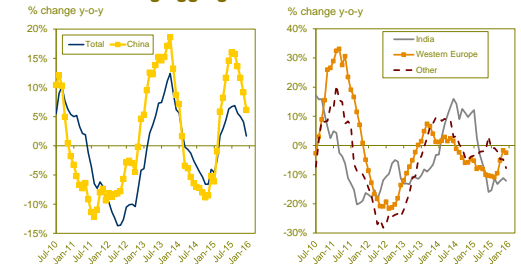 % change y-o-y
20%
15%
10%
5%
0%
-5%
-10%
-15%
Total
China
Jul-10
Jan-11
Jul-11
Jan-12
Jul-12
Jan-13
Jul-13
Jan-14
Jul-14
Jan-15
Jul-15
Jan-16
% change y-o-y
40%
30%
20%
10%
0%
-10%
-20%
-30%
India
Western Europe
Other
Jul-10
Jan-11
Jul-11
Jan-12
Jul-12
Jan-13
Jul-13
Jan-14
Jul-14
Jan-15
Jul-15
Jan-16